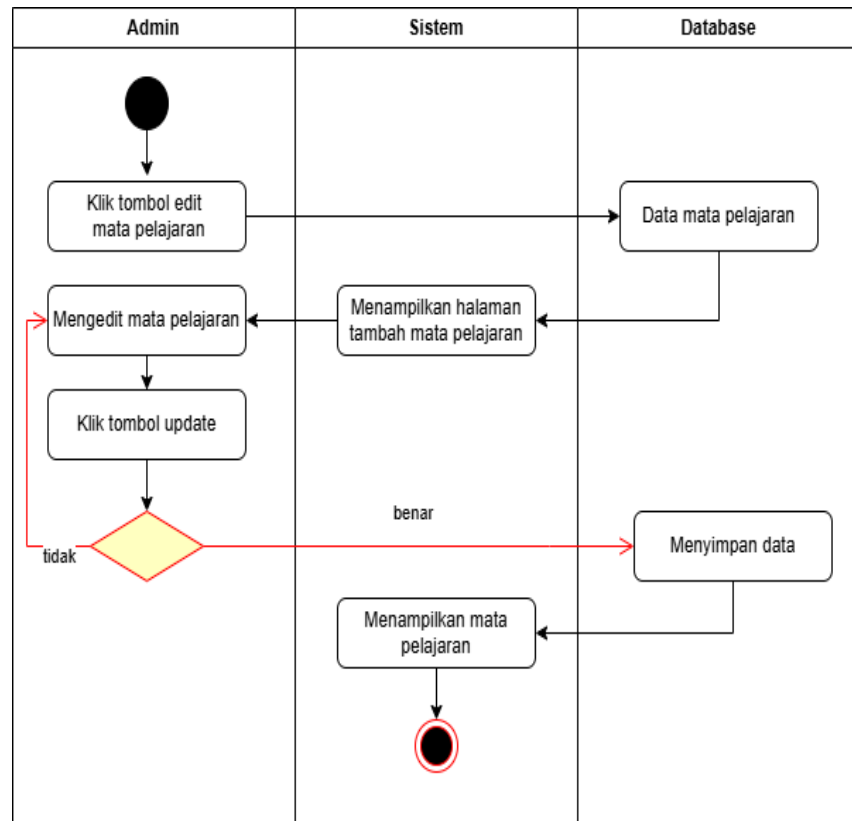 Admin
Sistem
Database
Klik tombol edit
mata pelajaran
Data mata pelajaran
Mengedit mata pelajaran
Menampilkan halaman
tambah mata pelajaran
Klik tombol update
benar
tidak
Menyimpan data
Menampilkan mata
pelajaran